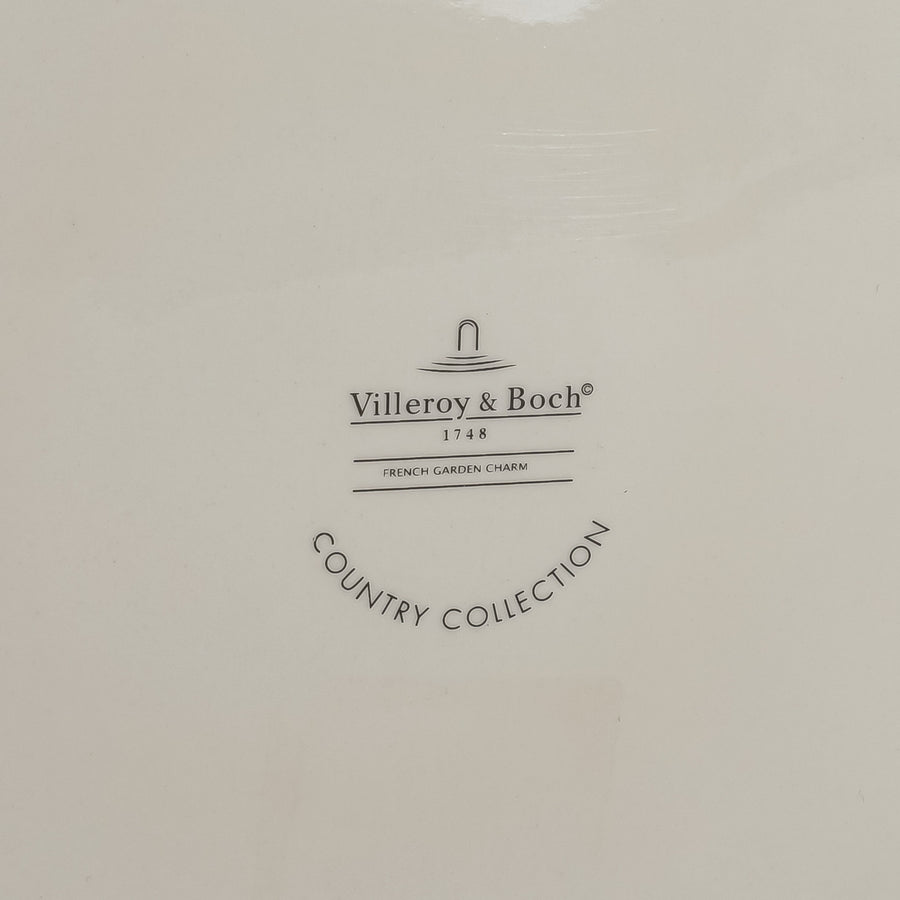 Villeroy & Boch©
1748
FRENCH GARDEN CHARM
COUNTRY COLLECTION